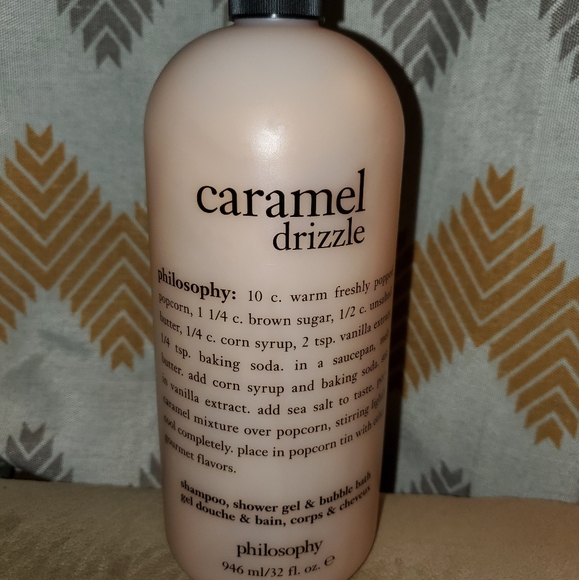 caramel
drizzle
philosophy: 10 c. warm freshly popped
popcorn, 1 1/4 c. brown sugar, 1/2 c.
butter, 1/4 c. corn syrup, 2 tsp. vanilla
1/4 tsp. baking soda. in a saucepan,
butter. add corn syrup and baking soda.
in vanilla extract. add sea salt to taste.
caramel mixture over popcorn, stirring
cool completely. place in popcorn tin with
gourmet flavors.
shampoo, shower gel & bubble bath
gel douche & bain, corps & cheveux
philosophy
946 ml/32 fl. oz. ℮